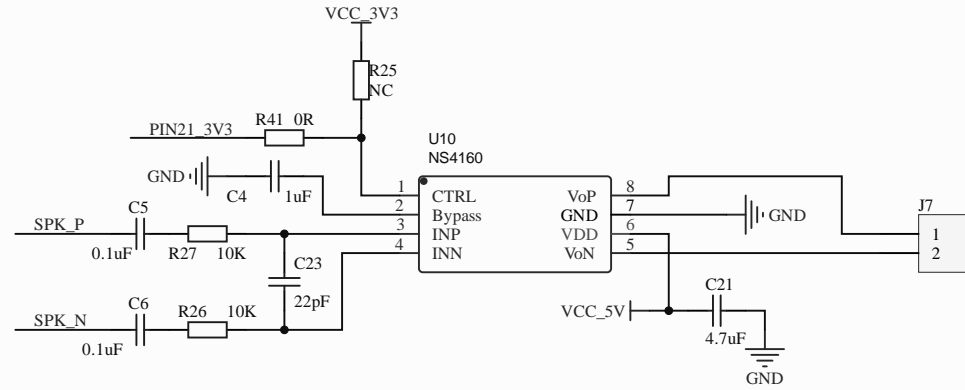 VCC_3V3
R25
NC
PIN21_3V3
R41 0R
U10
NS4160
GND
C4
1uF
1
CTRL
VoP
8
2
Bypass
GND
7
GND
3
INP
VDD
6
4
INN
VoN
5
J7
1
2
SPK_P
C5
0.1uF
R27
10K
C23
22pF
SPK_N
C6
0.1uF
R26
10K
VCC_5V
C21
4.7uF
GND